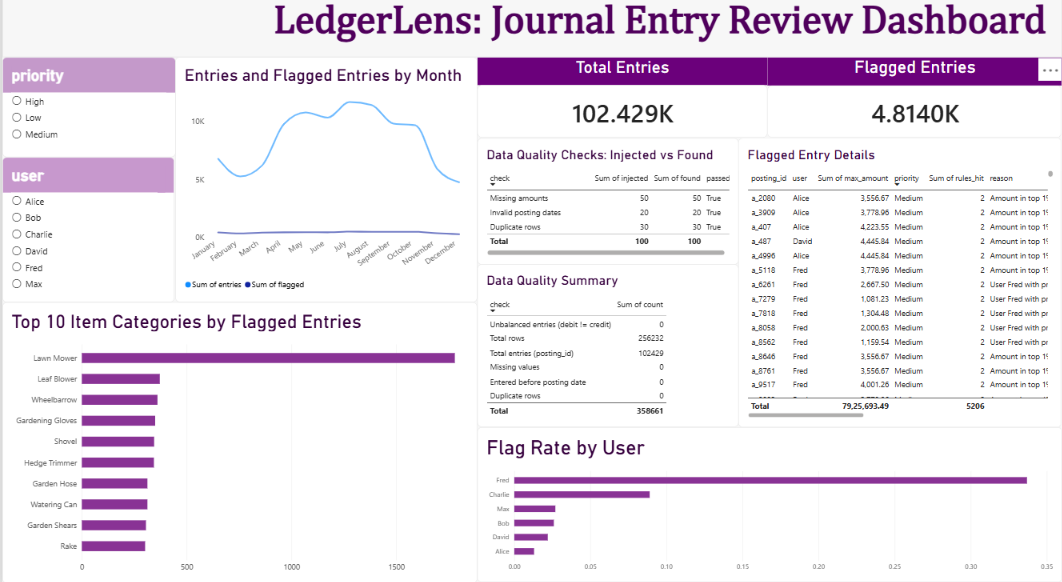 LedgerLens: Journal Entry Review Dashboard
priority
High
Low
Medium
user
Alice
Bob
Charlie
David
Fred
Max
Entries and Flagged Entries by Month
10K
5K
0K
January February March April May June July August September October November December
Sum of entries Sum of flagged
Total Entries
102.429K
Flagged Entries
4.8140K
Data Quality Checks: Injected vs Found
check Sum of injected Sum of found passed
Missing amounts 50 50 True
Invalid posting dates 20 20 True
Duplicate rows 30 30 True
Total 100 100
Data Quality Summary
check Sum of count
Unbalanced entries (debit != credit) 0
Total rows 256232
Total entries (posting_id) 102429
Missing values 0
Entered before posting date 0
Duplicate rows 0
Total 358661
Flagged Entry Details
posting_id user Sum of max_amount priority Sum of rules_hit reason
a_2080 Alice 3,556.67 Medium 2 Amount in top 1%
a_3909 Alice 3,778.96 Medium 2 Amount in top 1%
a_407 Alice 4,223.55 Medium 2 Amount in top 1%
a_487 David 4,445.84 Medium 2 Amount in top 1%
a_4996 Alice 4,445.84 Medium 2 Amount in top 1%
a_5118 Fred 3,778.96 Medium 2 Amount in top 1%
a_6261 Fred 2,667.50 Medium 2 User Fred with pr
a_7279 Fred 1,081.23 Medium 2 User Fred with pr
a_7818 Fred 1,304.48 Medium 2 User Fred with pr
a_8058 Fred 2,000.63 Medium 2 User Fred with pr
a_8562 Fred 1,159.54 Medium 2 User Fred with pr
a_8646 Fred 3,556.67 Medium 2 Amount in top 1%
a_8761 Fred 3,556.67 Medium 2 Amount in top 1%
a_9517 Fred 4,001.26 Medium 2 Amount in top 1%
Total 79,25,693.49 5206
Top 10 Item Categories by Flagged Entries
Lawn Mower
Leaf Blower
Wheelbarrow
Gardening Gloves
Shovel
Hedge Trimmer
Garden Hose
Watering Can
Garden Shears
Rake
0 500 1000 1500
Flag Rate by User
Fred
Charlie
Max
Bob
David
Alice
0.00 0.05 0.10 0.15 0.20 0.25 0.30 0.35